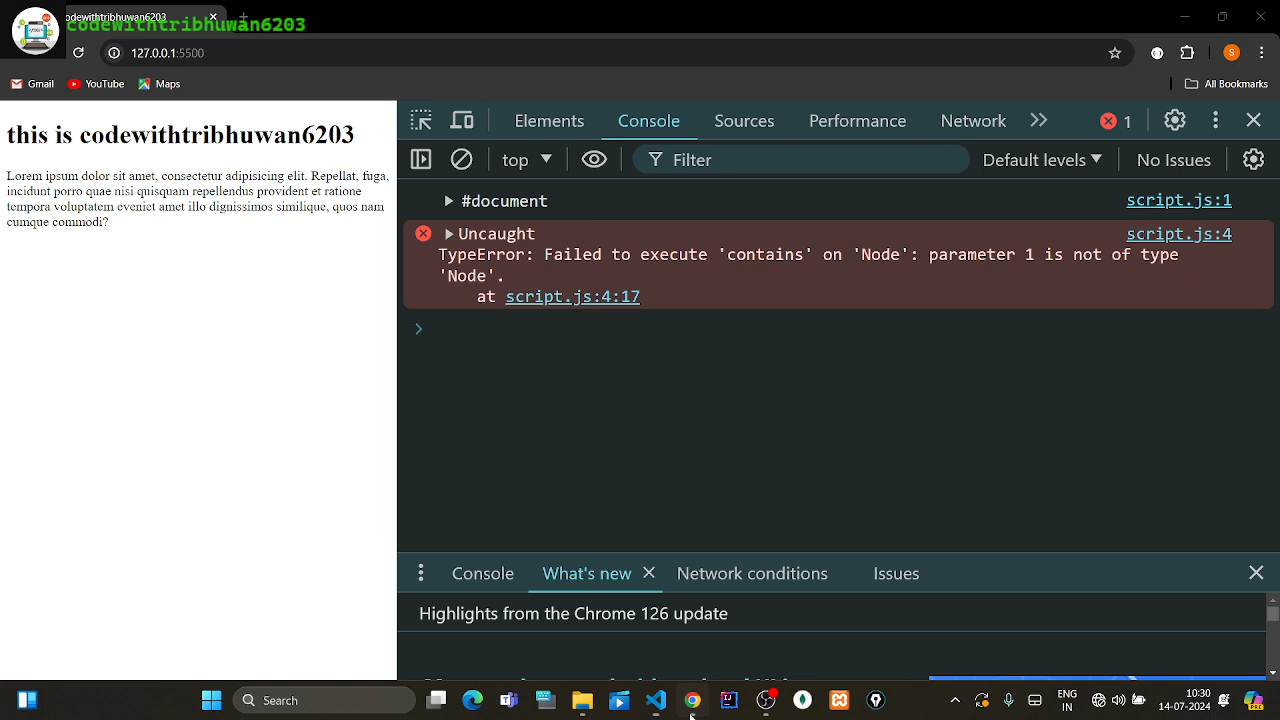 codewithtribhuwan6203
codewithtribhuwan6203
127.0.0.1:5500
S
Gmail
YouTube
Maps
All Bookmarks
this is codewithtribhuwan6203
Lorem ipsum dolor sit amet, consectetur adipisicing elit. Repellat, fuga,
incidunt porro quae nisi quisquam repellendus provident et ratione
tempora voluptatem eveniet amet illo dignissimos similique, quos nam
cumque commodi?
Elements Console Sources Performance Network 1
top Filter Default levels No Issues
#document script.js:1
Uncaught script.js:4
TypeError: Failed to execute 'contains' on 'Node': parameter 1 is not of type
'Node'.
at script.js:4:17
Console What's new Network conditions Issues
Highlights from the Chrome 126 update
Search
ENG
IN
10:30
14-07-2024